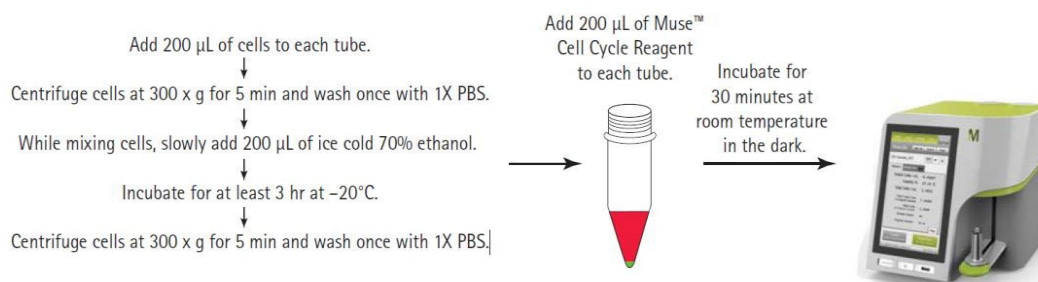 Add 200 µL of cells to each tube.
Centrifuge cells at 300 x g for 5 min and wash once with 1X PBS.
While mixing cells, slowly add 200 µL of ice cold 70% ethanol.
Incubate for at least 3 hr at –20°C.
Centrifuge cells at 300 x g for 5 min and wash once with 1X PBS.
Add 200 µL of Muse™
Cell Cycle Reagent
to each tube.
Incubate for
30 minutes at
room temperature
in the dark.
M